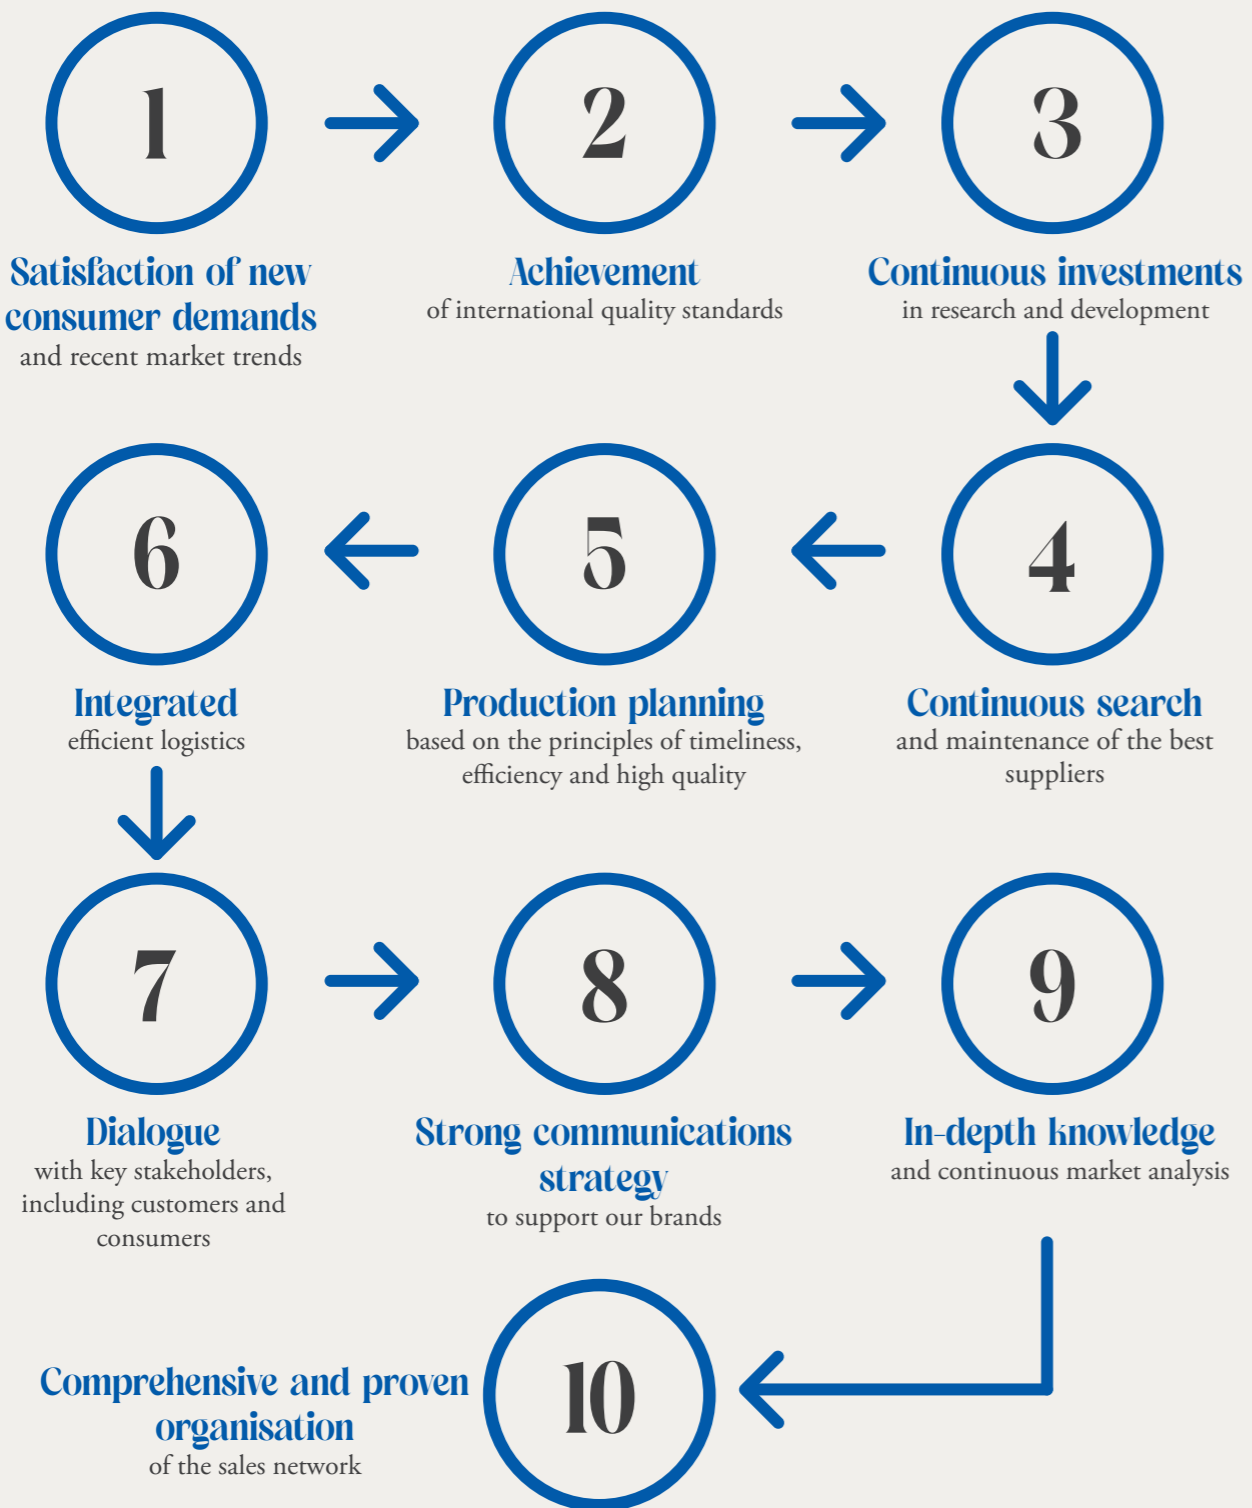 1
Satisfaction of new
consumer demands
and recent market trends
2
Achievement
of international quality standards
3
Continuous investments
in research and development
4
Continuous search
and maintenance of the best
suppliers
5
Production planning
based on the principles of timeliness,
efficiency and high quality
6
Integrated
efficient logistics
7
Dialogue
with key stakeholders,
including customers and
consumers
8
Strong communications
strategy
to support our brands
9
In-depth knowledge
and continuous market analysis
10
Comprehensive and proven
organisation
of the sales network